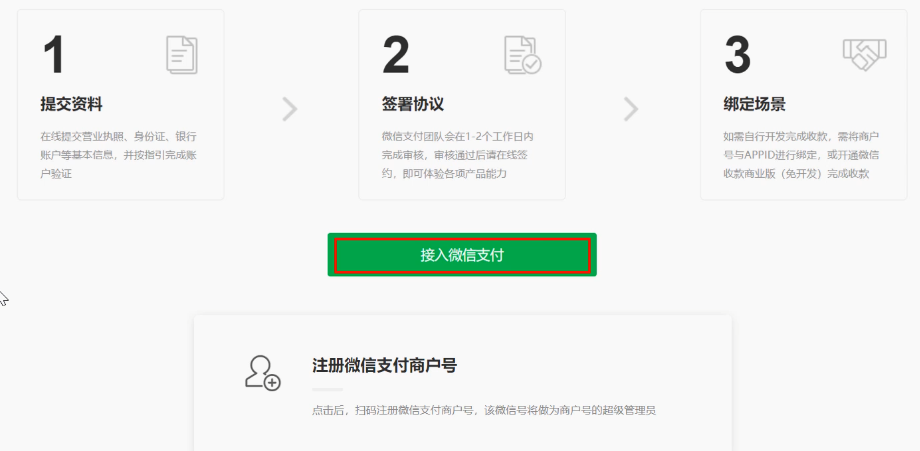 1
提交资料
在线提交营业执照、身份证、银行
账户等基本信息，并按指引完成账
户验证
2
签署协议
微信支付团队会在1-2个工作日内
完成审核，审核通过后请在线签
约，即可体验各项产品能力
3
绑定场景
如需自行开发完成收款，需将商户
号与APPID进行绑定，或开通微信
收款商业版（免开发）完成收款
接入微信支付
注册微信支付商户号
点击后，扫码注册微信支付商户号，该微信号将做为商户号的超级管理员